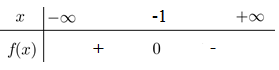 x −∞ -1 +∞
f(x) + 0 -